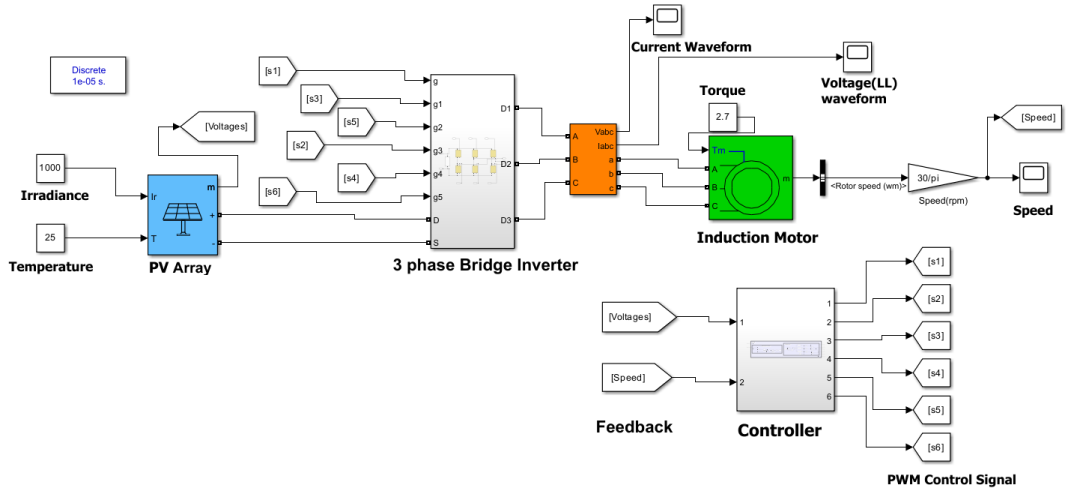 Discrete
1e-05 s.
[Voltages]
1000
Irradiance
25
Temperature
Ir
T
m
+
-
PV Array
[s1]
[s3]
[s5]
[s2]
[s4]
[s6]
g
g1
g2
g3
g4
g5
D
S
D1
D2
D3
3 phase Bridge Inverter
A
B
C
Vabc
Iabc
a
b
c
Current Waveform
Voltage(LL)
waveform
Torque
2.7
Tm
A
B
C
m
Induction Motor
<Rotor speed (wm)>
30/pi
Speed(rpm)
[Speed]
Speed
[Voltages]
[Speed]
Feedback
1
2
1
2
3
4
5
6
Controller
[s1]
[s2]
[s3]
[s4]
[s5]
[s6]
PWM Control Signal